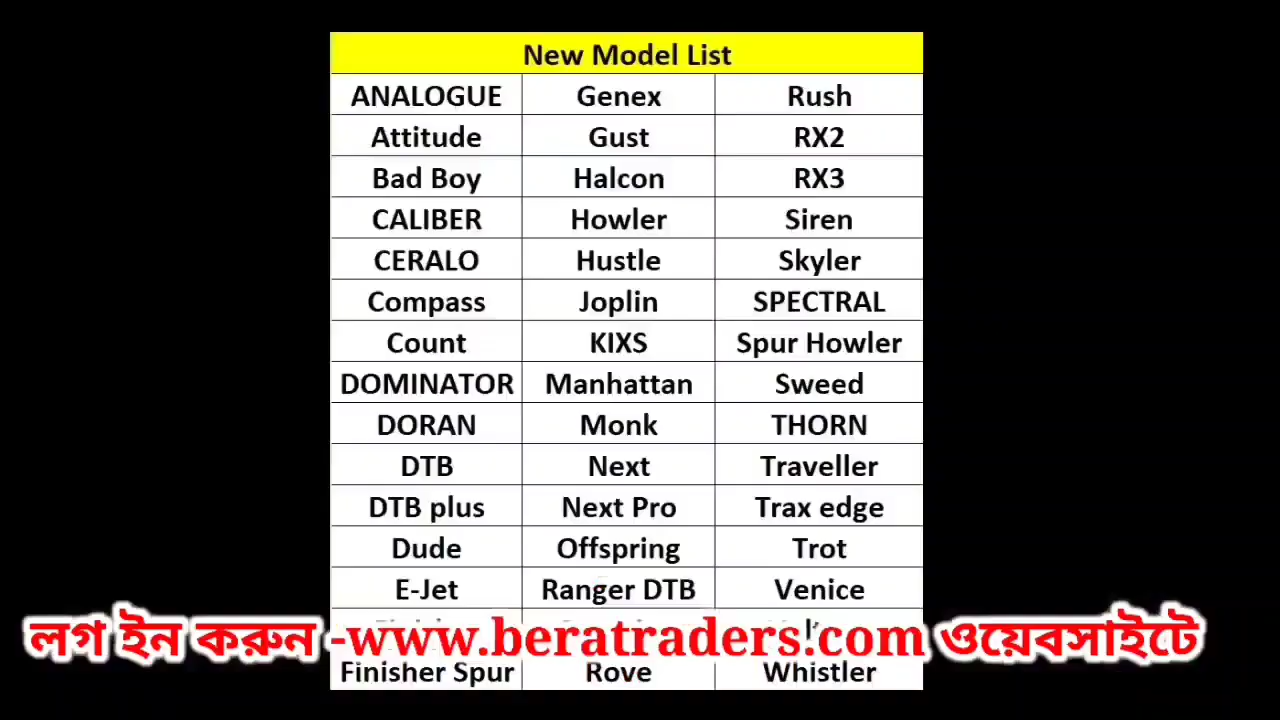 New Model List
ANALOGUE Genex Rush
Attitude Gust RX2
Bad Boy Halcon RX3
CALIBER Howler Siren
CERALO Hustle Skyler
Compass Joplin SPECTRAL
Count KIXS Spur Howler
DOMINATOR Manhattan Sweed
DORAN Monk THORN
DTB Next Traveller
DTB plus Next Pro Trax edge
Dude Offspring Trot
E-Jet Ranger DTB Venice
লগ ইন করুন -www.beratraders.com ওয়েবসাইটে
Finisher Spur Rove Whistler